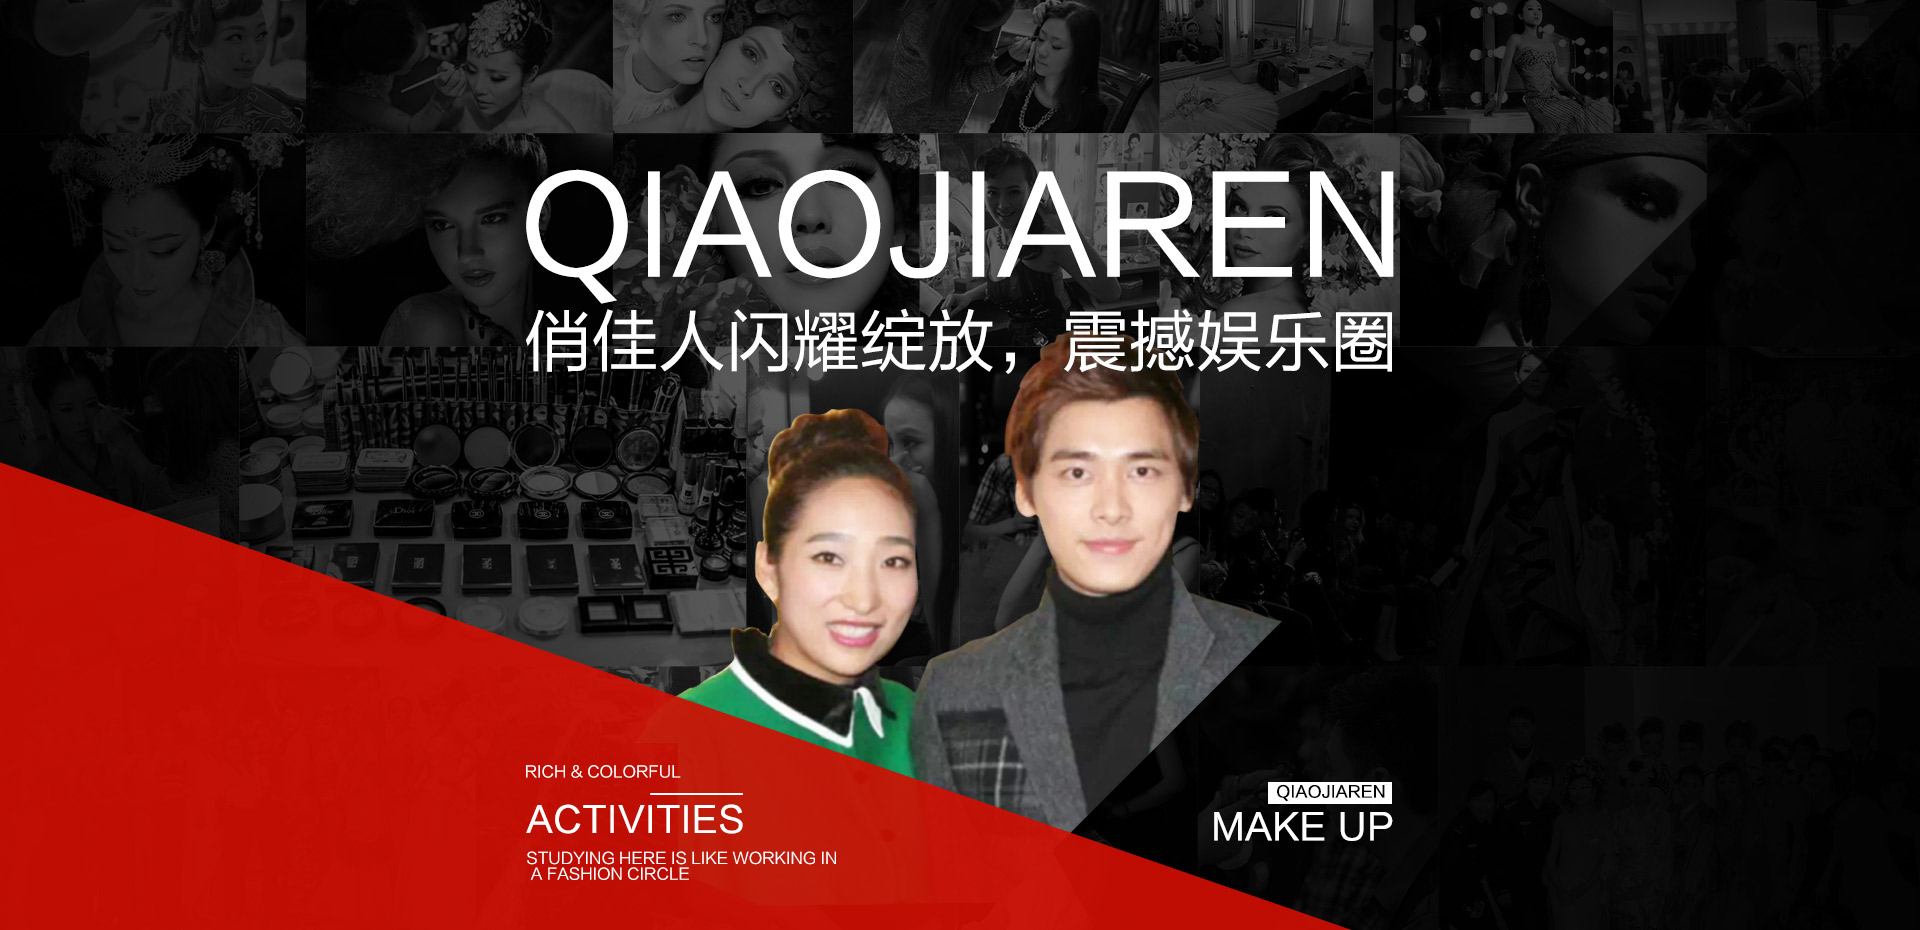 QIAOJIAREN
俏佳人闪耀绽放，震撼娱乐圈
RICH & COLORFUL
ACTIVITIES
STUDYING HERE IS LIKE WORKING IN
A FASHION CIRCLE
QIAOJIAREN
MAKE UP